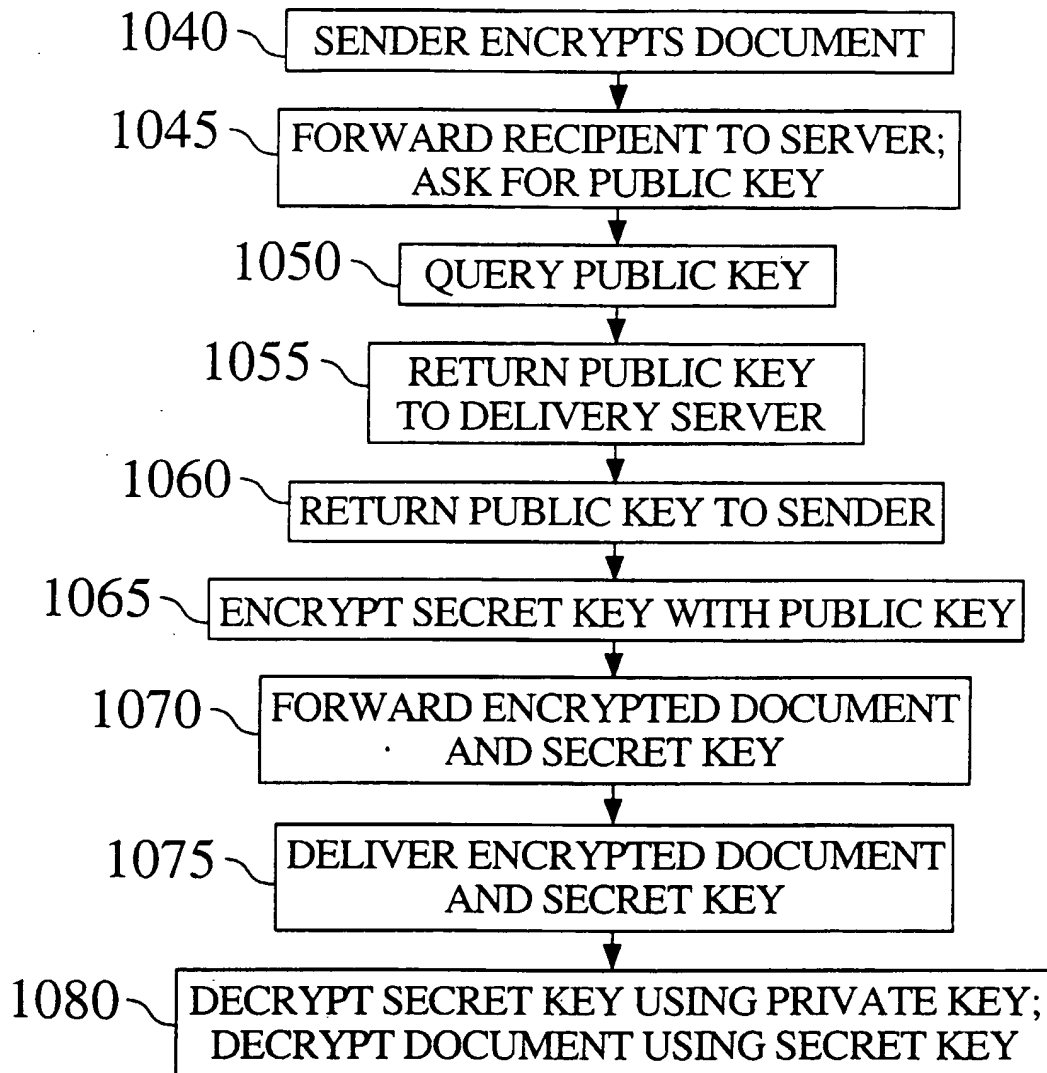 1040 SENDER ENCRYPTS DOCUMENT
1045 FORWARD RECIPIENT TO SERVER;
ASK FOR PUBLIC KEY
1050 QUERY PUBLIC KEY
1055 RETURN PUBLIC KEY
TO DELIVERY SERVER
1060 RETURN PUBLIC KEY TO SENDER
1065 ENCRYPT SECRET KEY WITH PUBLIC KEY
1070 FORWARD ENCRYPTED DOCUMENT
AND SECRET KEY
1075 DELIVER ENCRYPTED DOCUMENT
AND SECRET KEY
1080 DECRYPT SECRET KEY USING PRIVATE KEY;
DECRYPT DOCUMENT USING SECRET KEY